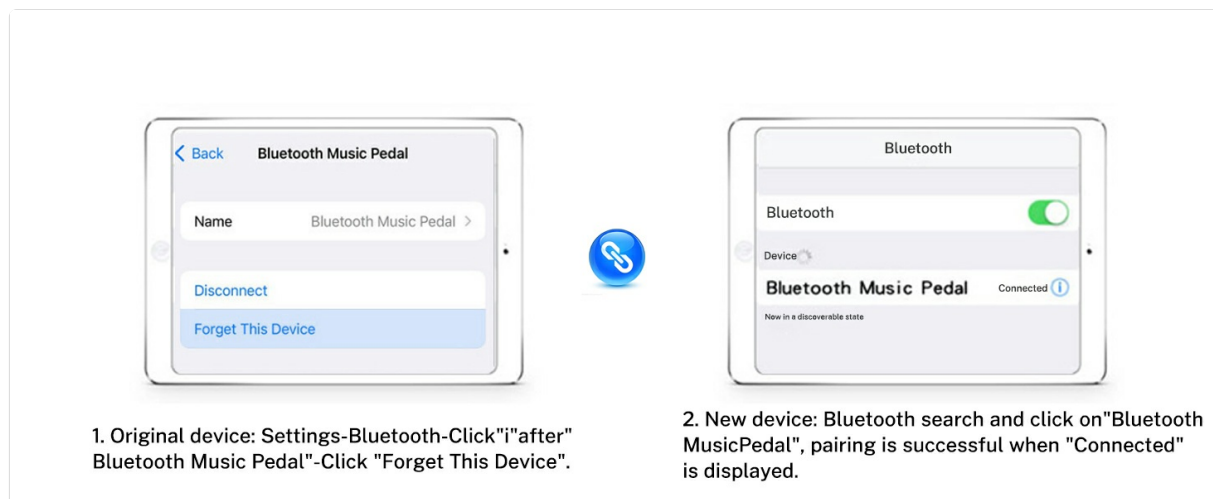 Back
Bluetooth Music Pedal
Name
Bluetooth Music Pedal
Disconnect
Forget This Device
1. Original device: Settings-Bluetooth-Click"i"after"
Bluetooth Music Pedal"-Click "Forget This Device".
Bluetooth
Bluetooth
Device
Bluetooth Music Pedal
Connected
Now in a discoverable state
2. New device: Bluetooth search and click on"Bluetooth
MusicPedal", pairing is successful when "Connected"
is displayed.